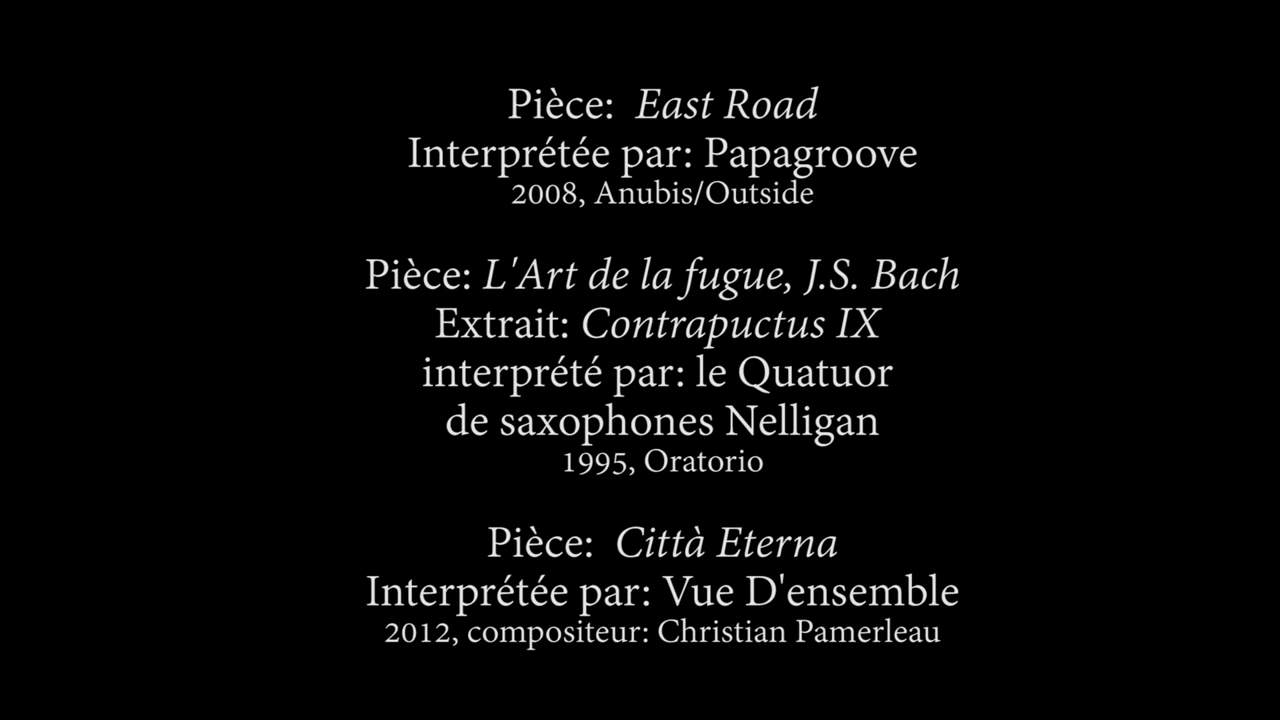 Pièce: East Road
Interprétée par: Papagroove
2008, Anubis/Outside
Pièce: L'Art de la fugue, J.S. Bach
Extrait: Contrapuctus IX
interprété par: le Quatuor
de saxophones Nelligan
1995, Oratorio
Pièce: Città Eterna
Interprétée par: Vue D'ensemble
2012, compositeur: Christian Pamerleau